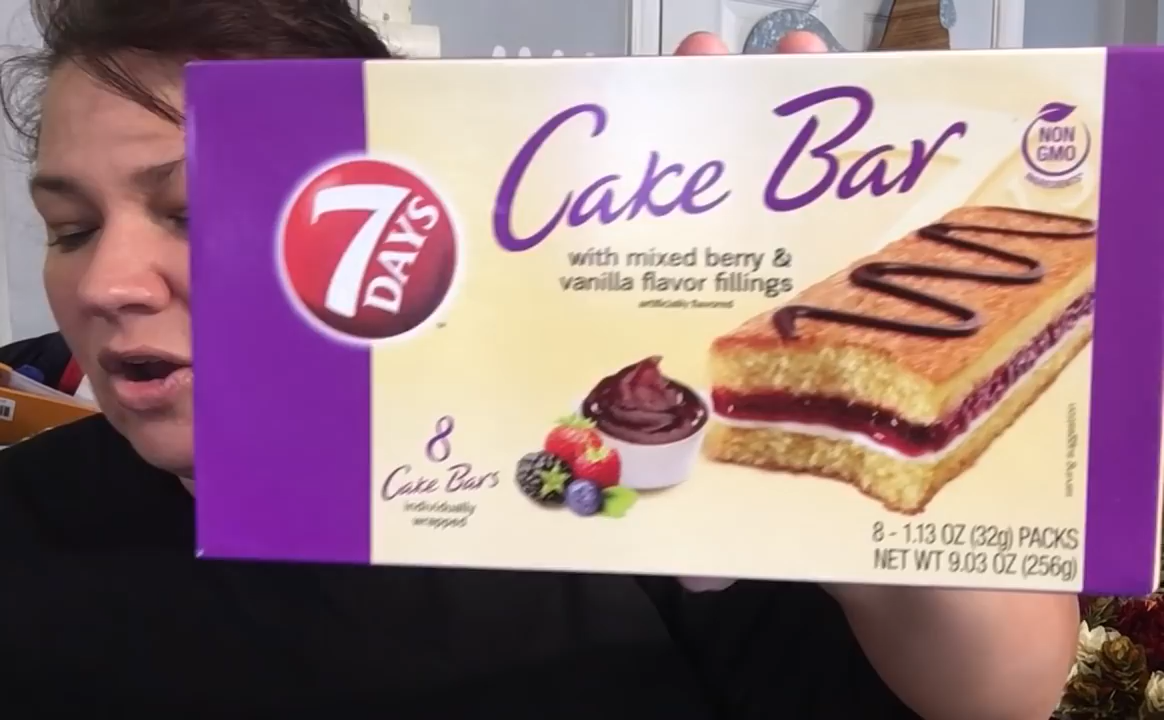 Cake Bar
NON
GMO
INGREDIENTS
7
DAYS
with mixed berry &
vanilla flavor fillings
artificially flavored
8
Cake Bars
individually
wrapped
8 - 1.13 OZ (32g) PACKS
NET WT 9.03 OZ (256g)